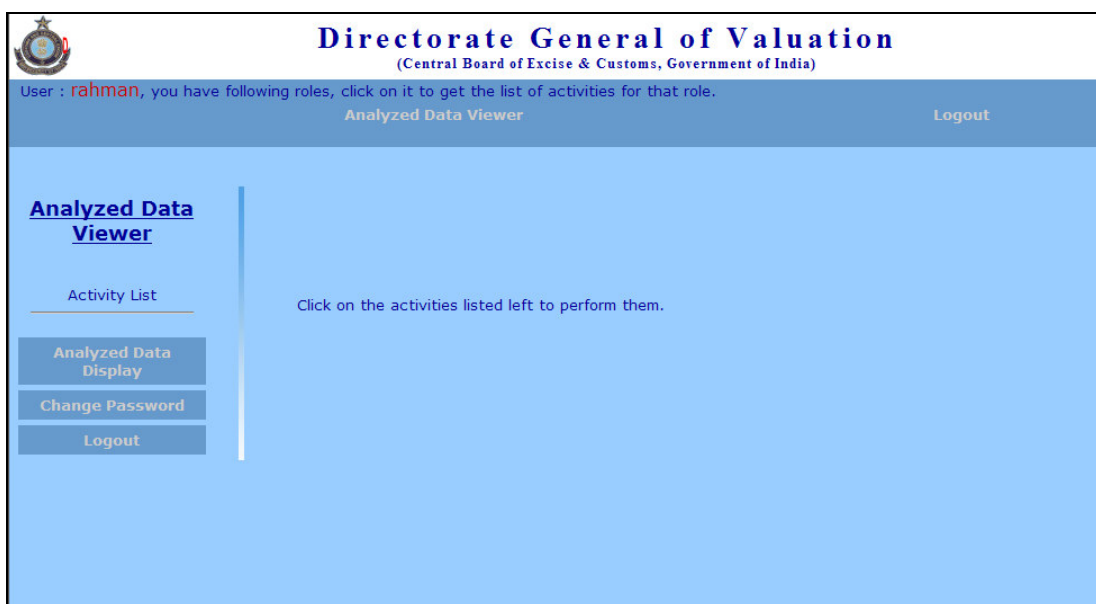 Directorate General of Valuation
(Central Board of Excise & Customs, Government of India)
User : rahman, you have following roles, click on it to get the list of activities for that role.
Analyzed Data Viewer
Logout
Analyzed Data
Viewer
Activity List
Click on the activities listed left to perform them.
Analyzed Data
Display
Change Password
Logout